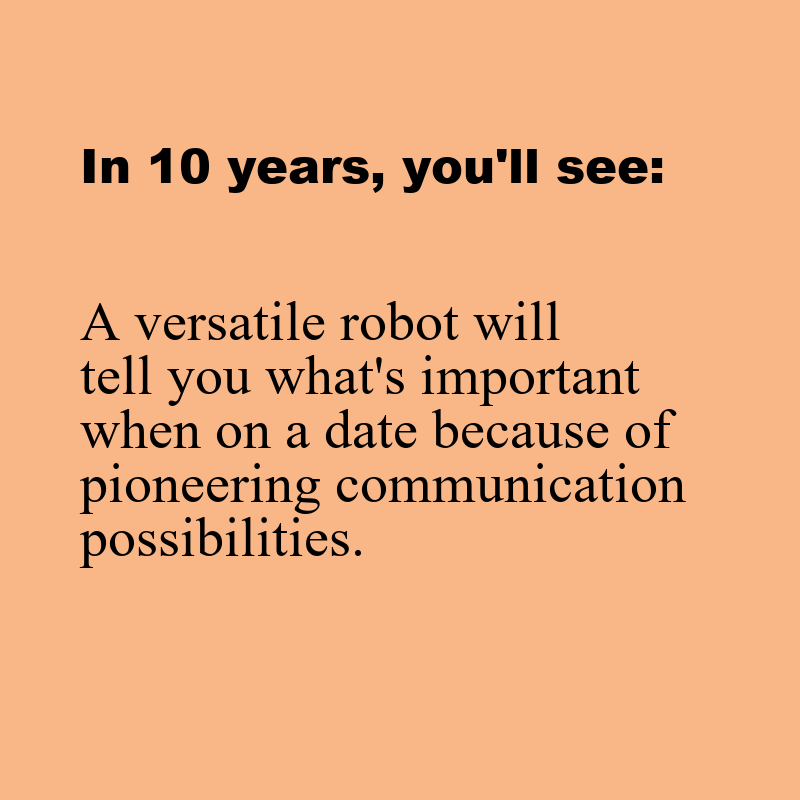 In 10 years, you'll see:
A versatile robot will
tell you what's important
when on a date because of
pioneering communication
possibilities.